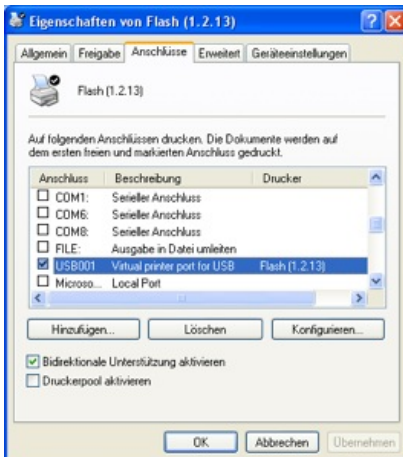 Eigenschaften von Flash (1.2.13)
Allgemein Freigabe Anschlüsse Erweitert Geräteeinstellungen
Flash (1.2.13)
Auf folgenden Anschlüssen drucken. Die Dokumente werden auf
dem ersten freien und markierten Anschluss gedruckt.
Anschluss Beschreibung Drucker
COM1: Serieller Anschluss
COM6: Serieller Anschluss
COM8: Serieller Anschluss
FILE: Ausgabe in Datei umleiten
USB001 Virtual printer port for USB Flash (1.2.13)
Microso... Local Port
Hinzufügen... Löschen Konfigurieren...
Bidirektionale Unterstützung aktivieren
Druckerpool aktivieren
OK Abbrechen Übernehmen